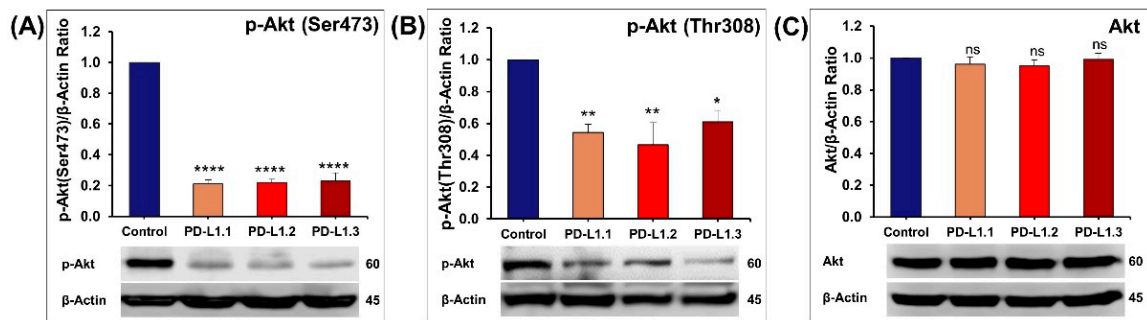 (A)
p-Akt (Ser473)
p-Akt(Ser473)/β-Actin Ratio
1.2
1.0
0.8
0.6
0.4
0.2
0.0
****
****
****
Control PD-L1.1 PD-L1.2 PD-L1.3
p-Akt 60
β-Actin 45
(B)
p-Akt (Thr308)
p-Akt(Thr308)/β-Actin Ratio
1.2
1.0
0.8
0.6
0.4
0.2
0.0
**
**
*
Control PD-L1.1 PD-L1.2 PD-L1.3
p-Akt 60
β-Actin 45
(C)
Akt
Akt/β-Actin Ratio
1.2
1.0
0.8
0.6
0.4
0.2
0.0
ns
ns
ns
Control PD-L1.1 PD-L1.2 PD-L1.3
Akt 60
β-Actin 45